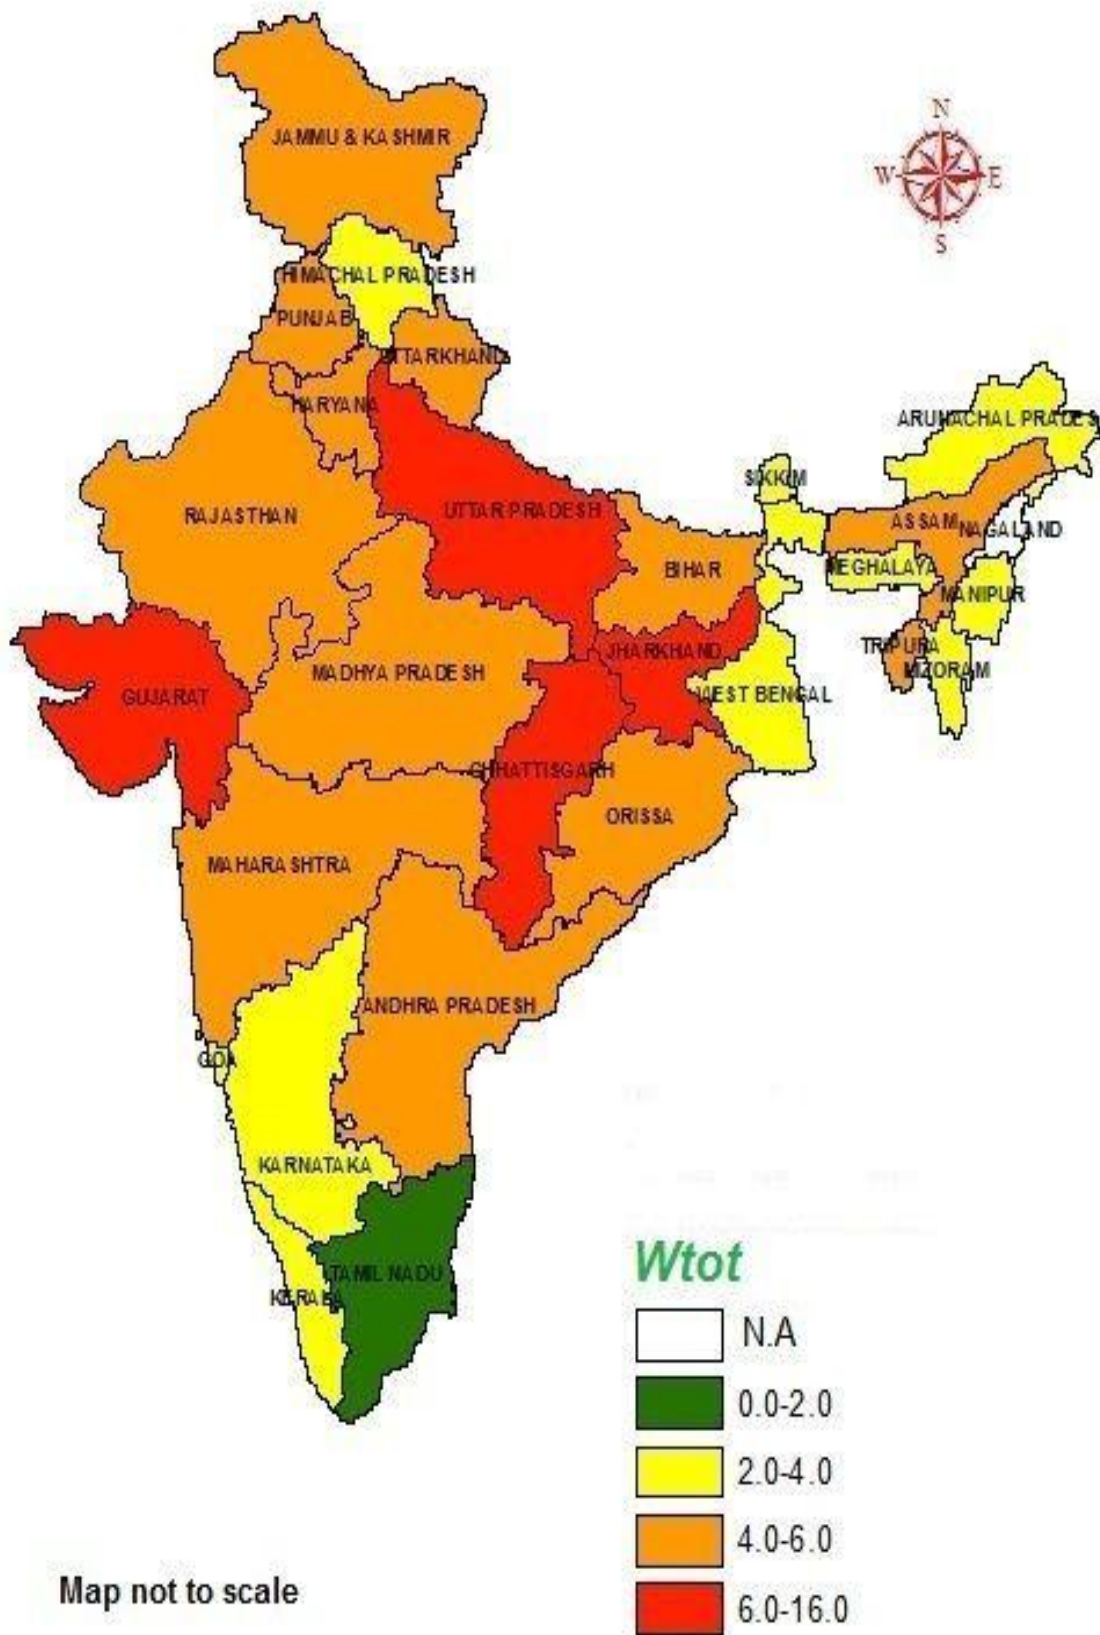 JAMMU & KASHMIR
N
W
E
S
HIMACHAL PRADESH
PUNJAB
UTTARKHAND
HARYANA
ARUNACHAL PRADES
SIKKIM
RAJASTHAN
UTTAR PRADESH
ASSAM
NAGALAND
BIHAR
MEGHALAYA
MANIPUR
TRIPURA
MIZORAM
JHARKHAND
MADHYA PRADESH
GUJARAT
WEST BENGAL
CHHATTISGARH
ORISSA
MAHARASHTRA
ANDHRA PRADESH
GOA
KARNATAKA
TAMIL NADU
KERALA
Wtot
N.A
0.0-2.0
2.0-4.0
4.0-6.0
6.0-16.0
Map not to scale